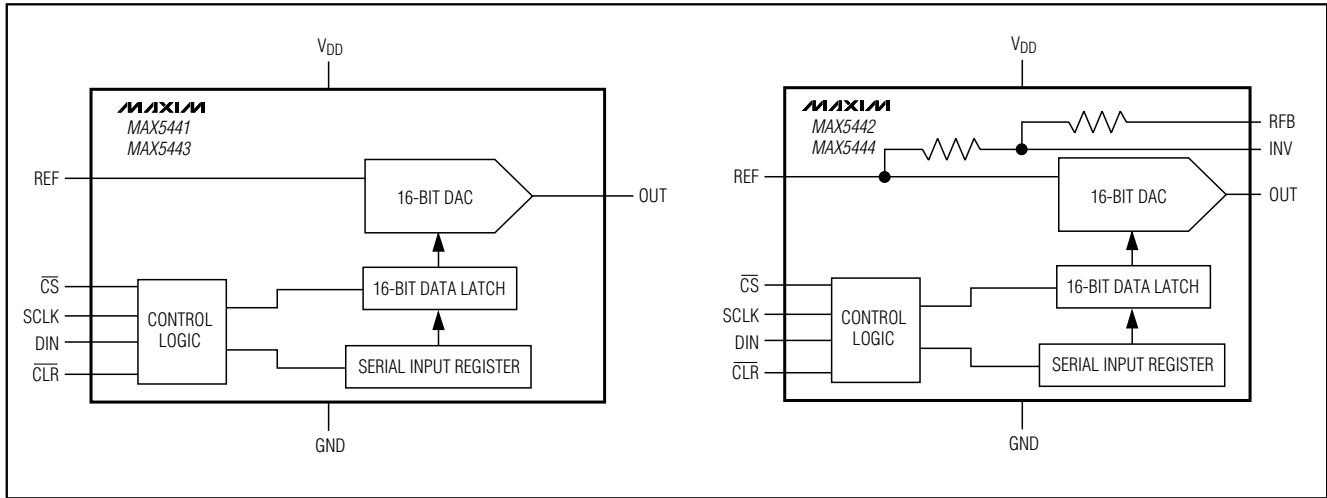 VDD
MAXIM
MAX5441
MAX5443
REF
16-BIT DAC
OUT
CS
SCLK
DIN
CLR
CONTROL
LOGIC
16-BIT DATA LATCH
SERIAL INPUT REGISTER
GND
VDD
MAXIM
MAX5442
MAX5444
RFB
INV
REF
16-BIT DAC
OUT
CS
SCLK
DIN
CLR
CONTROL
LOGIC
16-BIT DATA LATCH
SERIAL INPUT REGISTER
GND